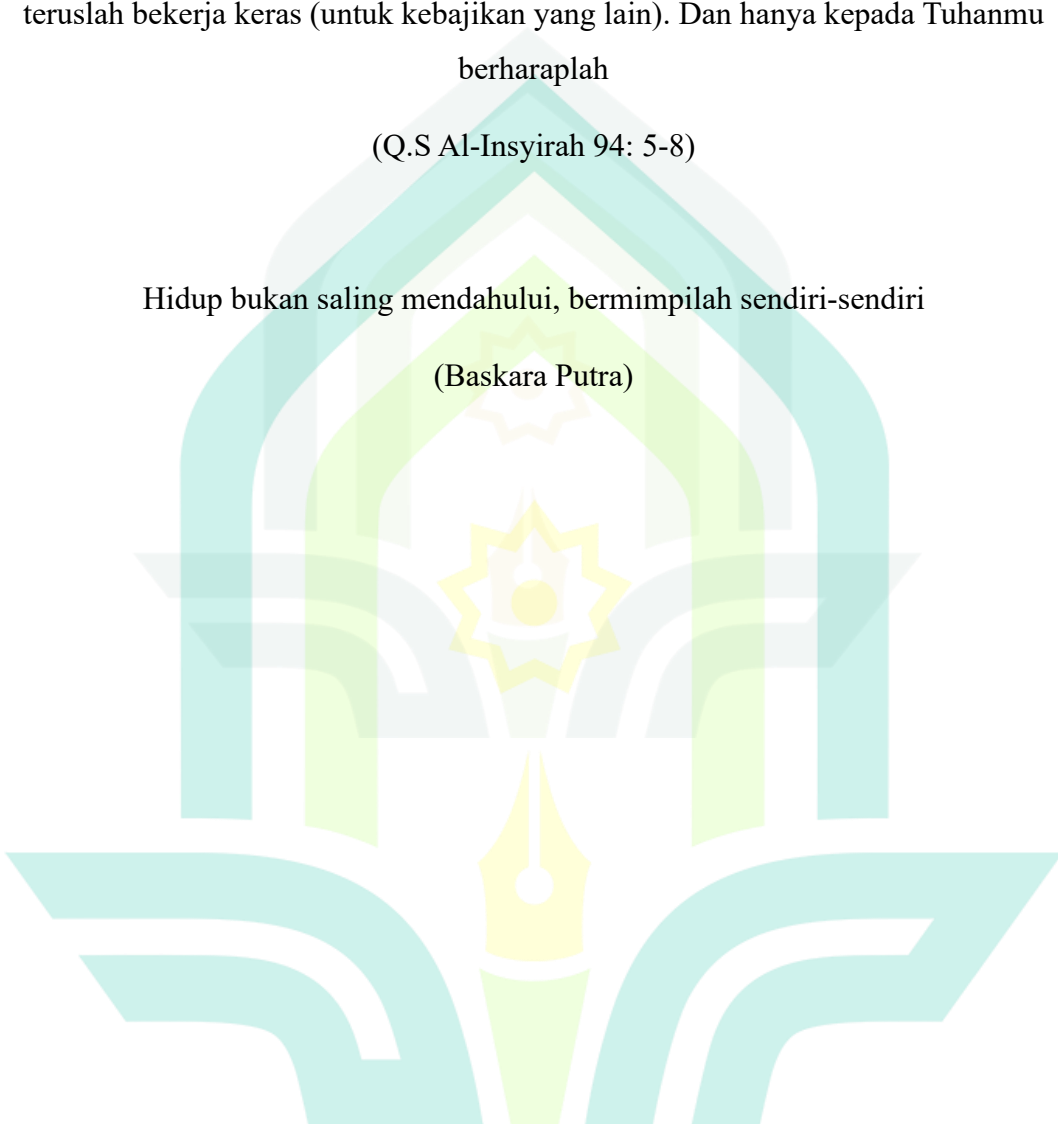 teruslah bekerja keras (untuk kebajikan yang lain). Dan hanya kepada Tuhanmu
berharaplah
(Q.S Al-Insyirah 94: 5-8)
Hidup bukan saling mendahului, bermimpilah sendiri-sendiri
(Baskara Putra)